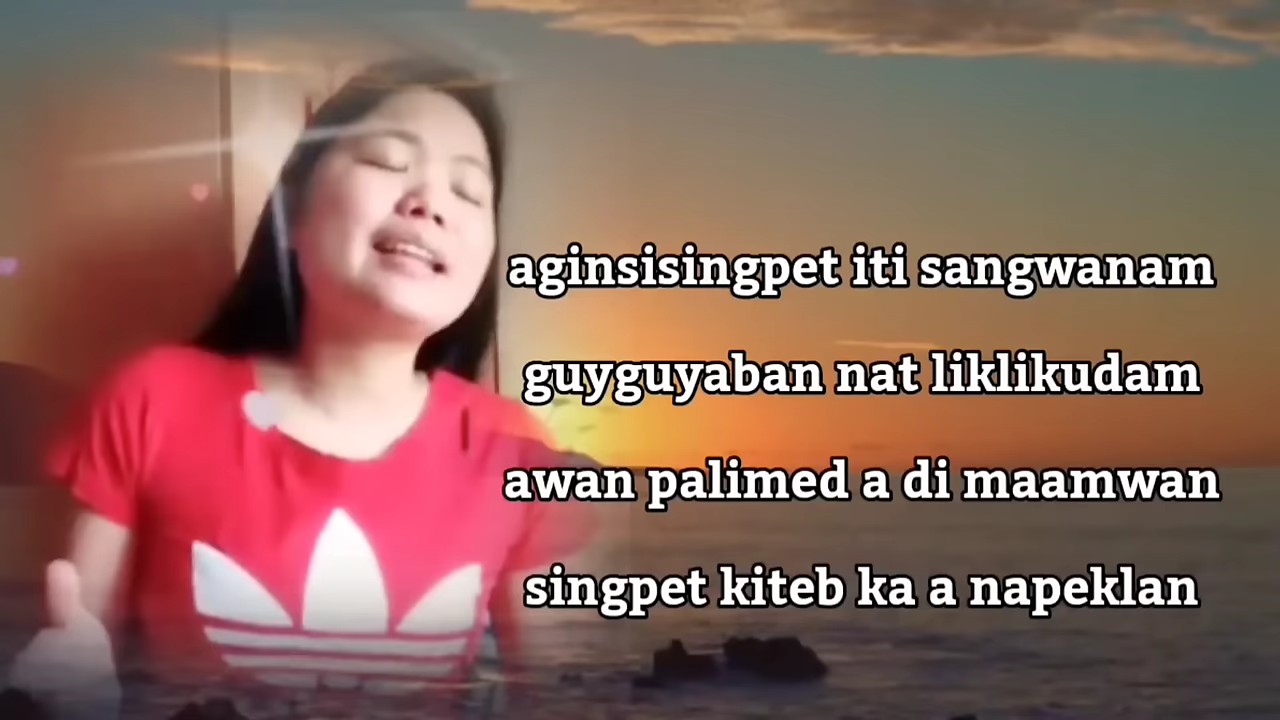 aginsisingpet iti sangwanam
guyguyaban nat liklikudam
awan palimed a di maamwan
singpet kiteb ka a napeklan